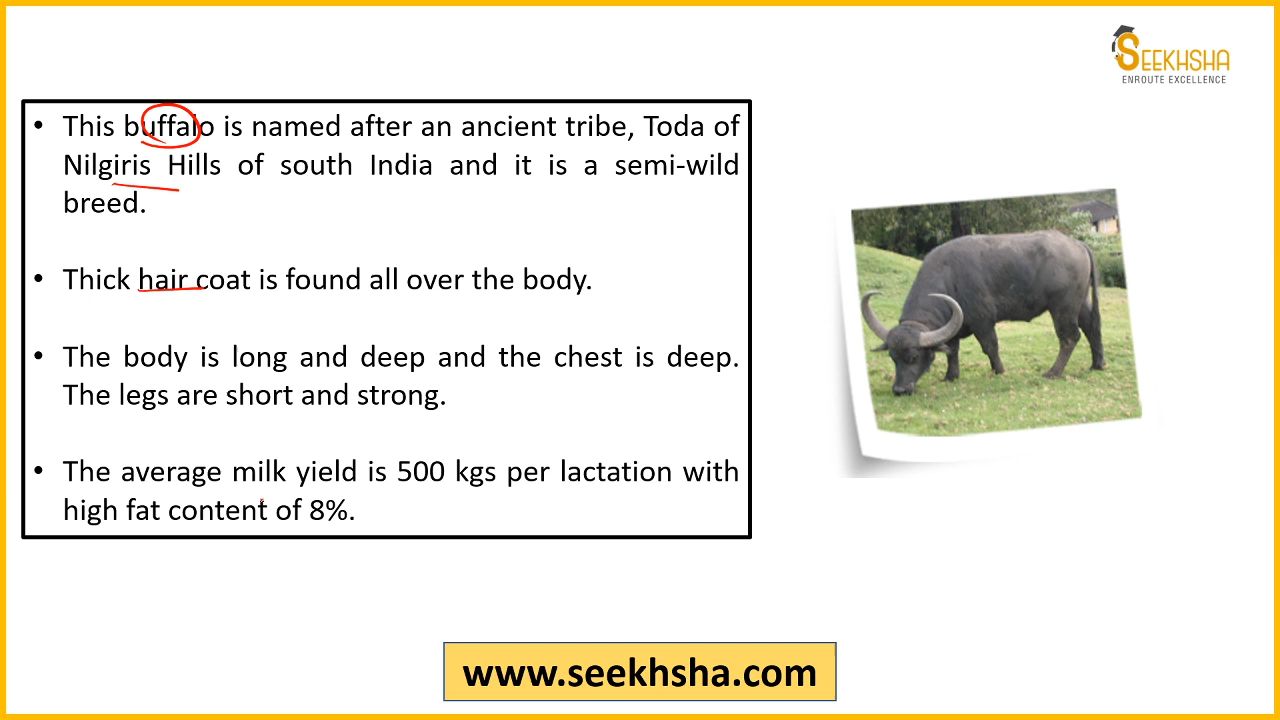 SEEKHSHA
ENROUTE EXCELLENCE
• This buffalo is named after an ancient tribe, Toda of
Nilgiris Hills of south India and it is a semi-wild
breed.
• Thick hair coat is found all over the body.
• The body is long and deep and the chest is deep.
The legs are short and strong.
• The average milk yield is 500 kgs per lactation with
high fat content of 8%.
www.seekhsha.com